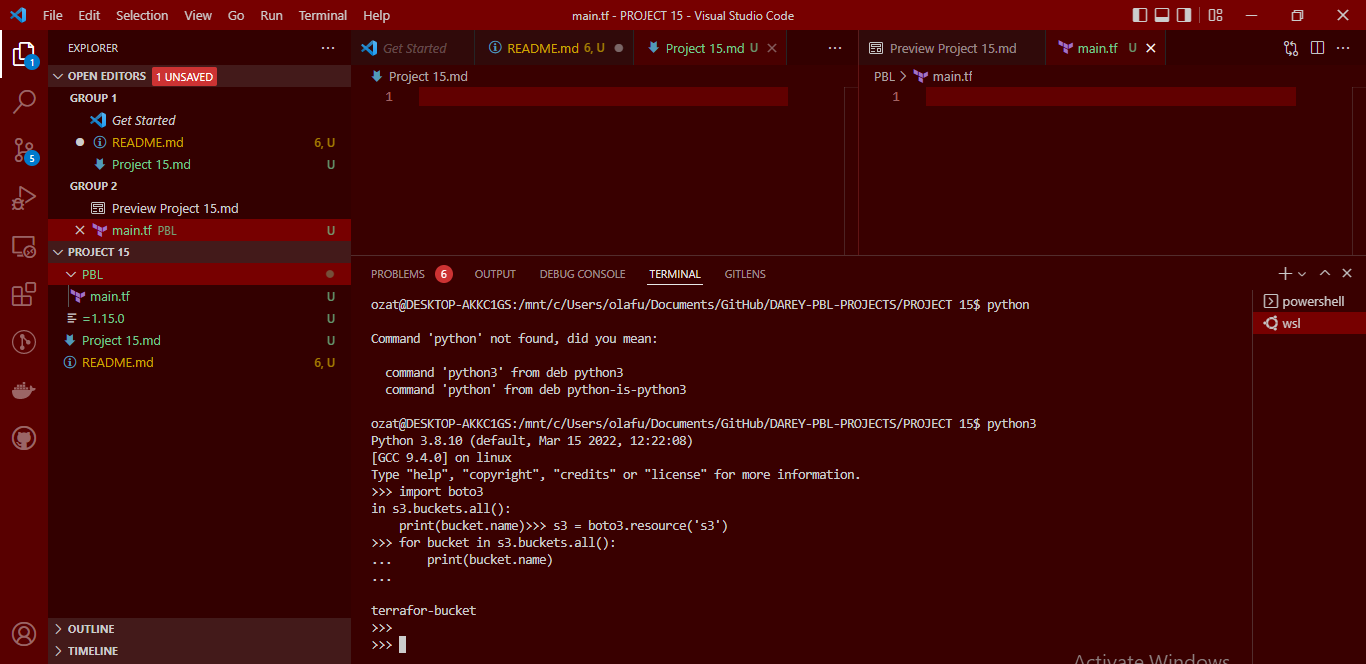 File Edit Selection View Go Run Terminal Help main.tf - PROJECT 15 - Visual Studio Code
EXPLORER
OPEN EDITORS 1 UNSAVED
GROUP 1
Get Started
README.md 6, U
Project 15.md U
GROUP 2
Preview Project 15.md
main.tf PBL U
PROJECT 15
PBL
main.tf U
=1.15.0 U
Project 15.md U
README.md 6, U
OUTLINE
TIMELINE
1
5
Get Started README.md 6, U Project 15.md U
Project 15.md
1
Preview Project 15.md main.tf U
PBL > main.tf
1
PROBLEMS 6 OUTPUT DEBUG CONSOLE TERMINAL GITLENS
ozat@DESKTOP-AKKC1GS:/mnt/c/Users/olafu/Documents/GitHub/DAREY-PBL-PROJECTS/PROJECT 15$ python
Command 'python' not found, did you mean:
command 'python3' from deb python3
command 'python' from deb python-is-python3
ozat@DESKTOP-AKKC1GS:/mnt/c/Users/olafu/Documents/GitHub/DAREY-PBL-PROJECTS/PROJECT 15$ python3
Python 3.8.10 (default, Mar 15 2022, 12:22:08)
[GCC 9.4.0] on linux
Type "help", "copyright", "credits" or "license" for more information.
>>> import boto3
in s3.buckets.all():
    print(bucket.name)>>> s3 = boto3.resource('s3')
>>> for bucket in s3.buckets.all():
...     print(bucket.name)
...
terrafor-bucket
>>>
>>>
powershell
wsl
Activate Windows